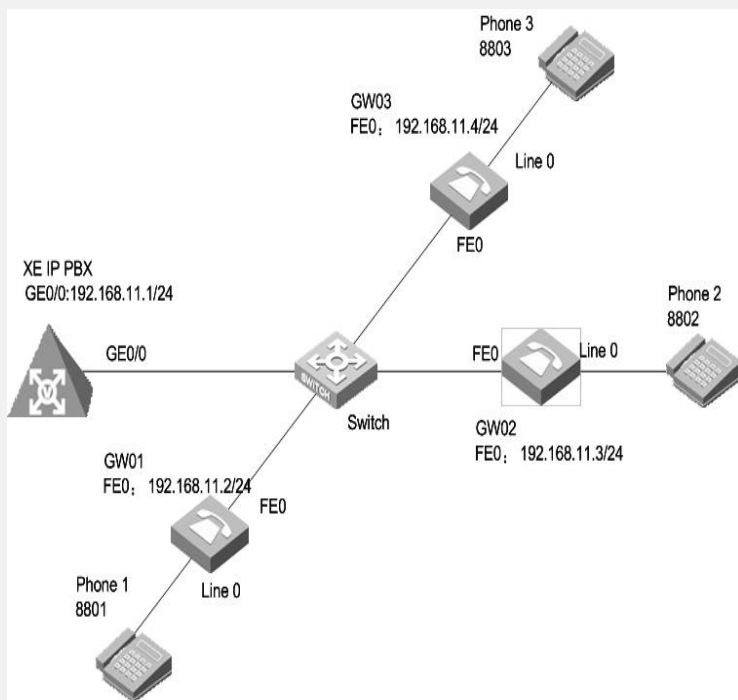 Phone 3
8803
GW03
FE0： 192.168.11.4/24
Line 0
FE0
XE IP PBX
GE0/0:192.168.11.1/24
Phone 2
8802
GE0/0
FE0
Line 0
SWITCH
Switch
GW02
FE0： 192.168.11.3/24
GW01
FE0： 192.168.11.2/24
FE0
V
Line 0
Phone 1
8801